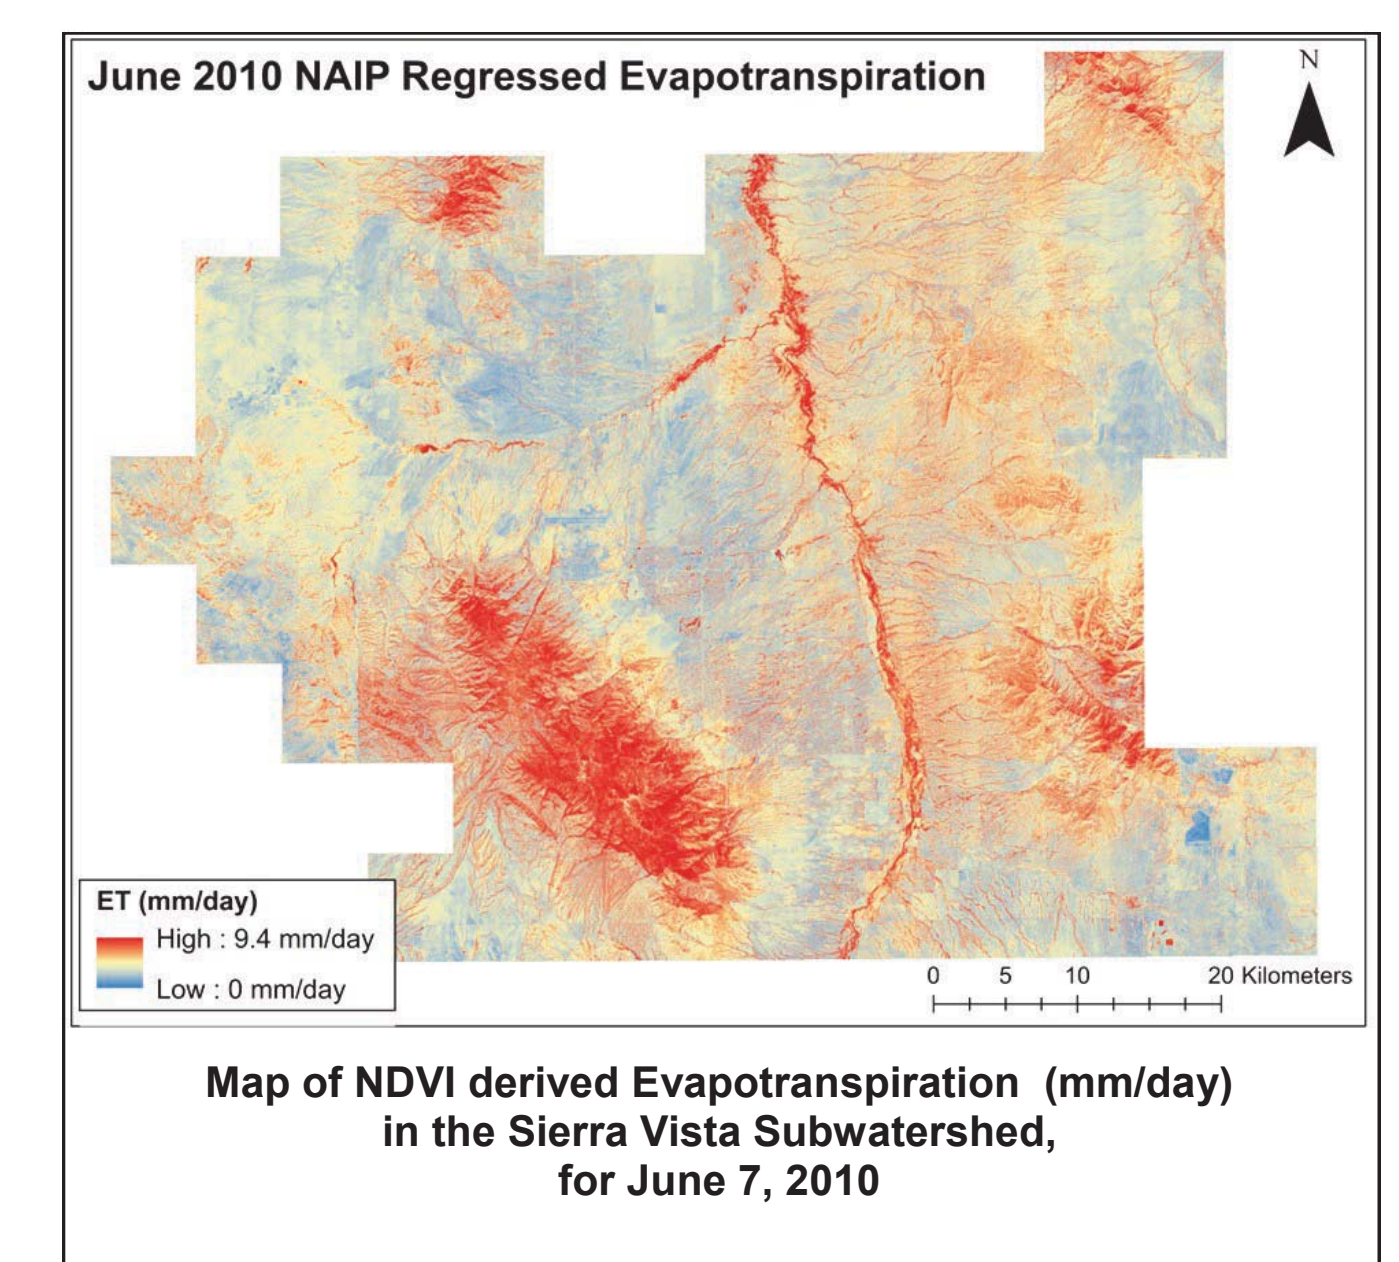 June 2010 NAIP Regressed Evapotranspiration
N
ET (mm/day)
High : 9.4 mm/day
Low : 0 mm/day
0 5 10 20 Kilometers
Map of NDVI derived Evapotranspiration (mm/day)
in the Sierra Vista Subwatershed,
for June 7, 2010